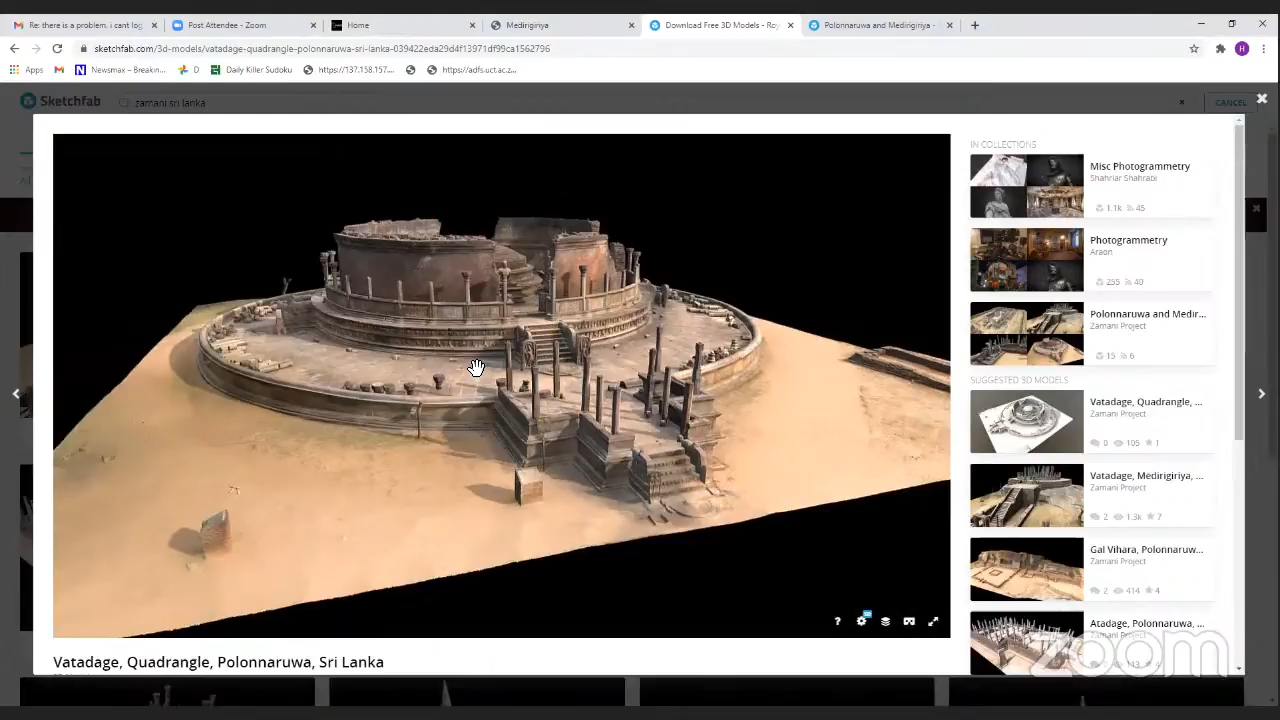 Re: there is a problem. i cant log
Post Attendee - Zoom
Home
Medirigiriya
Download Free 3D Models - Roy
Polonnaruwa and Medirigiriya -
sketchfab.com/3d-models/vatadage-quadrangle-polonnaruwa-sri-lanka-039422eda29d4f13971df99ca1562796
H
Apps
Newsmax – Breakin...
D
Daily Killer Sudoku
https://137.158.157....
https://adfs.uct.ac.z...
Sketchfab
zamani sri lanka
CANCEL
All
IN COLLECTIONS
Misc Photogrammetry
Shahriar Shahrabi
1.1k 45
Photogrammetry
Araon
255 40
Polonnaruwa and Medir...
Zamani Project
15 6
SUGGESTED 3D MODELS
Vatadage, Quadrangle, ...
Zamani Project
0 105 1
Vatadage, Medirigiriya, ...
Zamani Project
2 1.3k 7
Gal Vihara, Polonnaruw...
Zamani Project
2 414 4
Atadage, Polonnaruwa, ...
Zamani Project
113
?
Vatadage, Quadrangle, Polonnaruwa, Sri Lanka
zoom